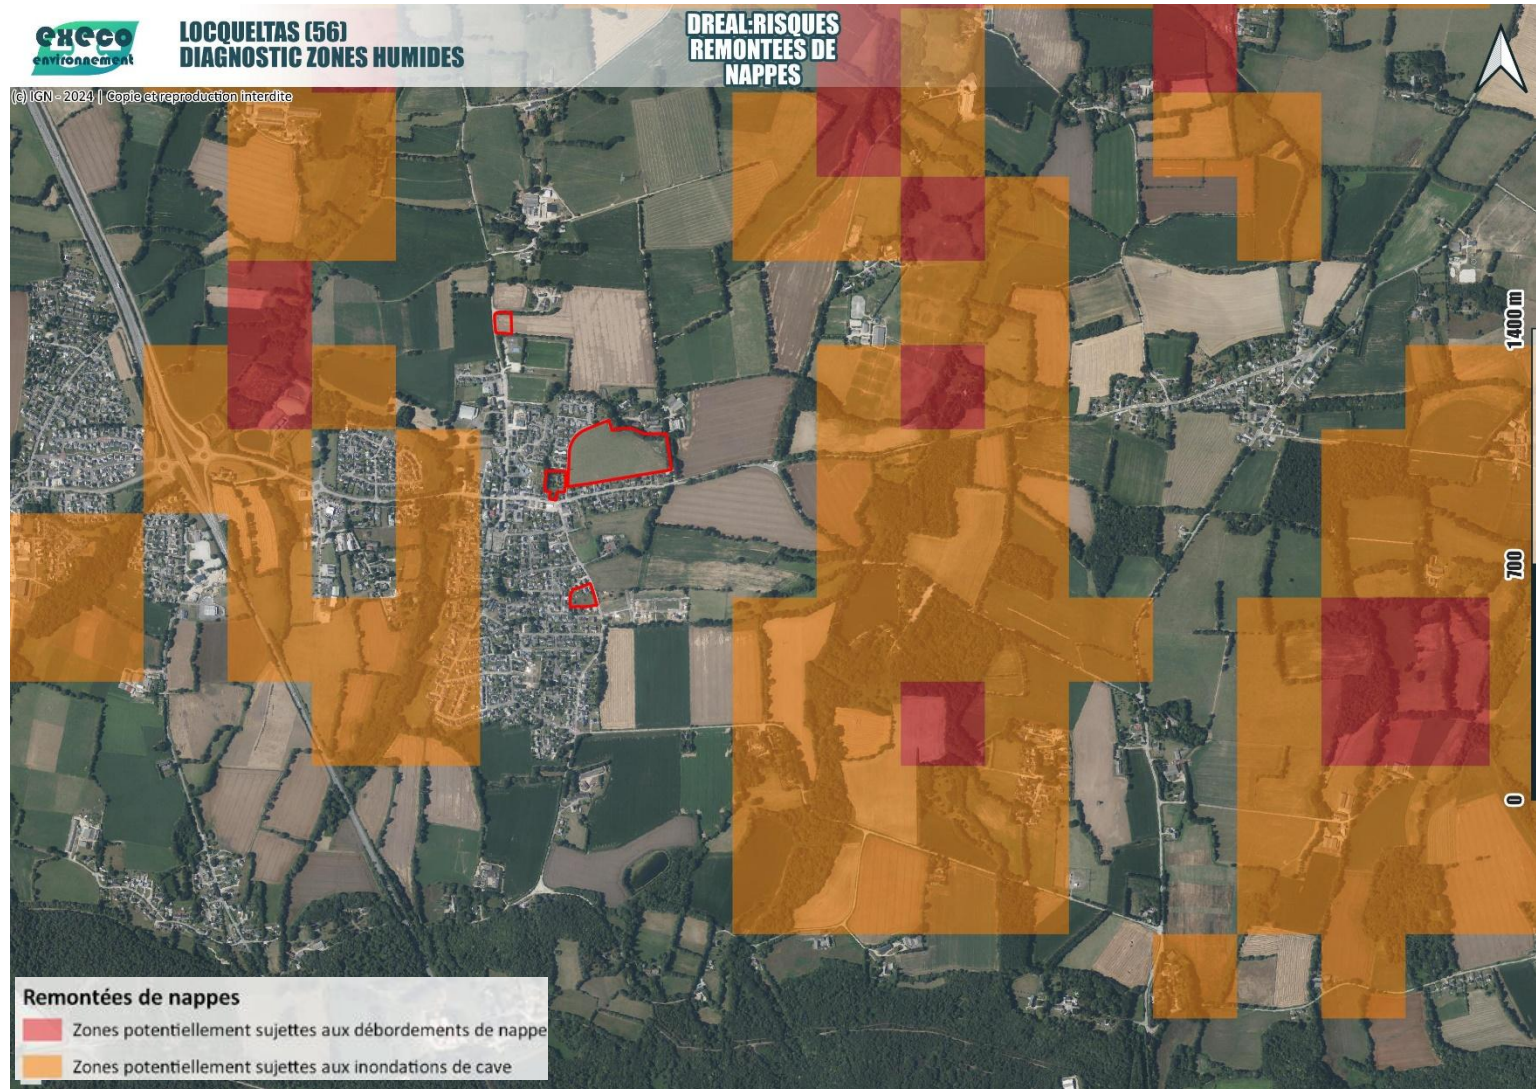 execo
environnement
LOCQUELTAS (56)
DIAGNOSTIC ZONES HUMIDES
DREAL:RISQUES
REMONTEES DE
NAPPES
(c) IGN - 2024 | Copie et reproduction interdite
1400 m
700
0
Remontées de nappes
Zones potentiellement sujettes aux débordements de nappe
Zones potentiellement sujettes aux inondations de cave